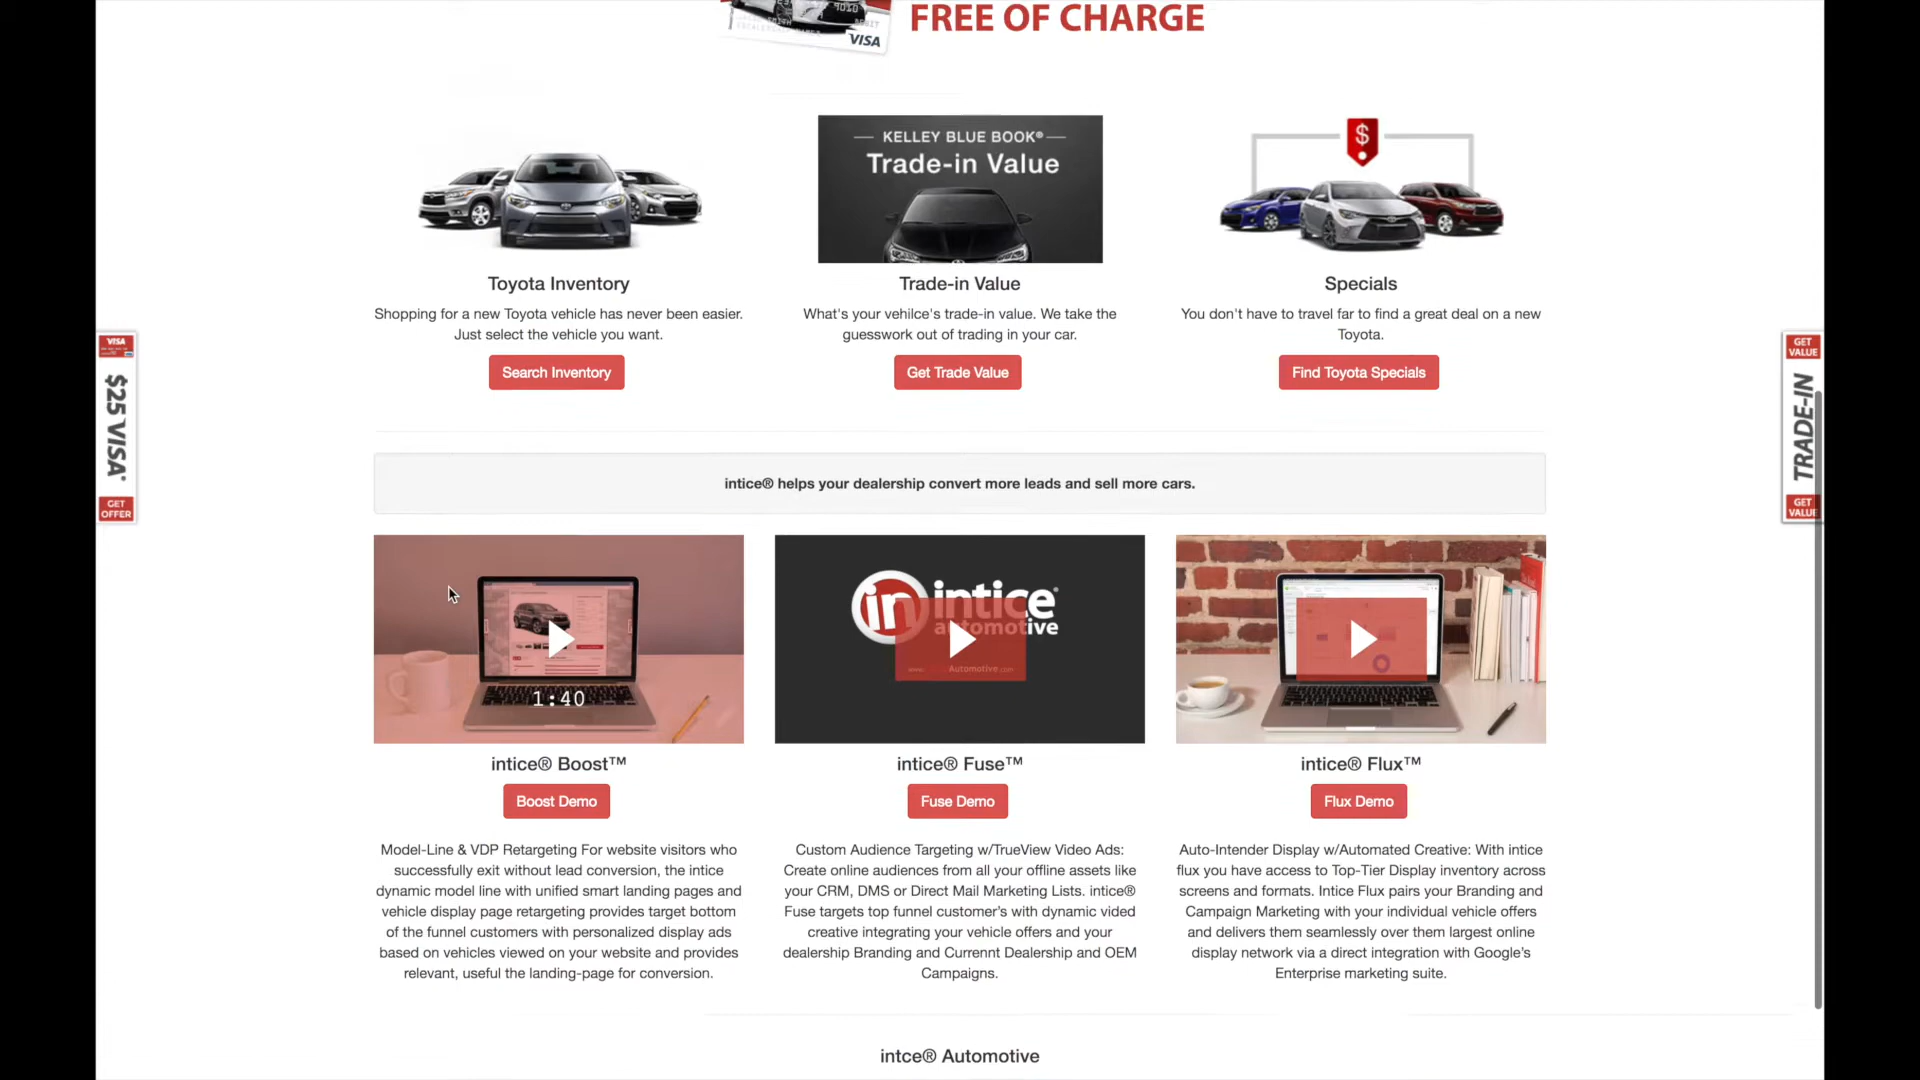 FREE OF CHARGE
VISA
KELLEY BLUE BOOK®
Trade-in Value
$
Toyota Inventory
Trade-in Value
Specials
Shopping for a new Toyota vehicle has never been easier.
Just select the vehicle you want.
What's your vehilce's trade-in value. We take the
guesswork out of trading in your car.
You don't have to travel far to find a great deal on a new
Toyota.
Search Inventory
Get Trade Value
Find Toyota Specials
VISA
$25 VISA*
GET
OFFER
GET
VALUE
TRADE-IN
GET
VALUE
intice® helps your dealership convert more leads and sell more cars.
1:40
in intice®
automotive
Automotive.com
intice® Boost™
intice® Fuse™
intice® Flux™
Boost Demo
Fuse Demo
Flux Demo
Model-Line & VDP Retargeting For website visitors who
successfully exit without lead conversion, the intice
dynamic model line with unified smart landing pages and
vehicle display page retargeting provides target bottom
of the funnel customers with personalized display ads
based on vehicles viewed on your website and provides
relevant, useful the landing-page for conversion.
Custom Audience Targeting w/TrueView Video Ads:
Create online audiences from all your offline assets like
your CRM, DMS or Direct Mail Marketing Lists. intice®
Fuse targets top funnel customer's with dynamic vided
creative integrating your vehicle offers and your
dealership Branding and Currennt Dealership and OEM
Campaigns.
Auto-Intender Display w/Automated Creative: With intice
flux you have access to Top-Tier Display inventory across
screens and formats. Intice Flux pairs your Branding and
Campaign Marketing with your individual vehicle offers
and delivers them seamlessly over them largest online
display network via a direct integration with Google's
Enterprise marketing suite.
intce® Automotive